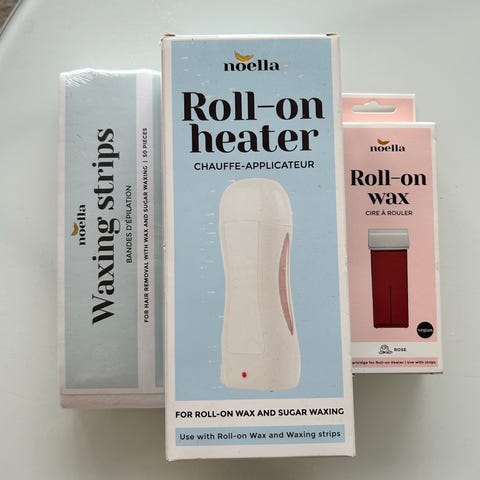 noella
Waxing strips
BANDES D'ÉPILATION
FOR HAIR REMOVAL WITH WAX AND SUGAR WAXING | 50 PIECES
noella
Roll-on
heater
CHAUFFE-APPLICATEUR
FOR ROLL-ON WAX AND SUGAR WAXING
Use with Roll-on Wax and Waxing strips
noella
Roll-on
wax
CIRE À ROULER
vegan
ROSE
artridge for Roll-on Heater | Use with strips